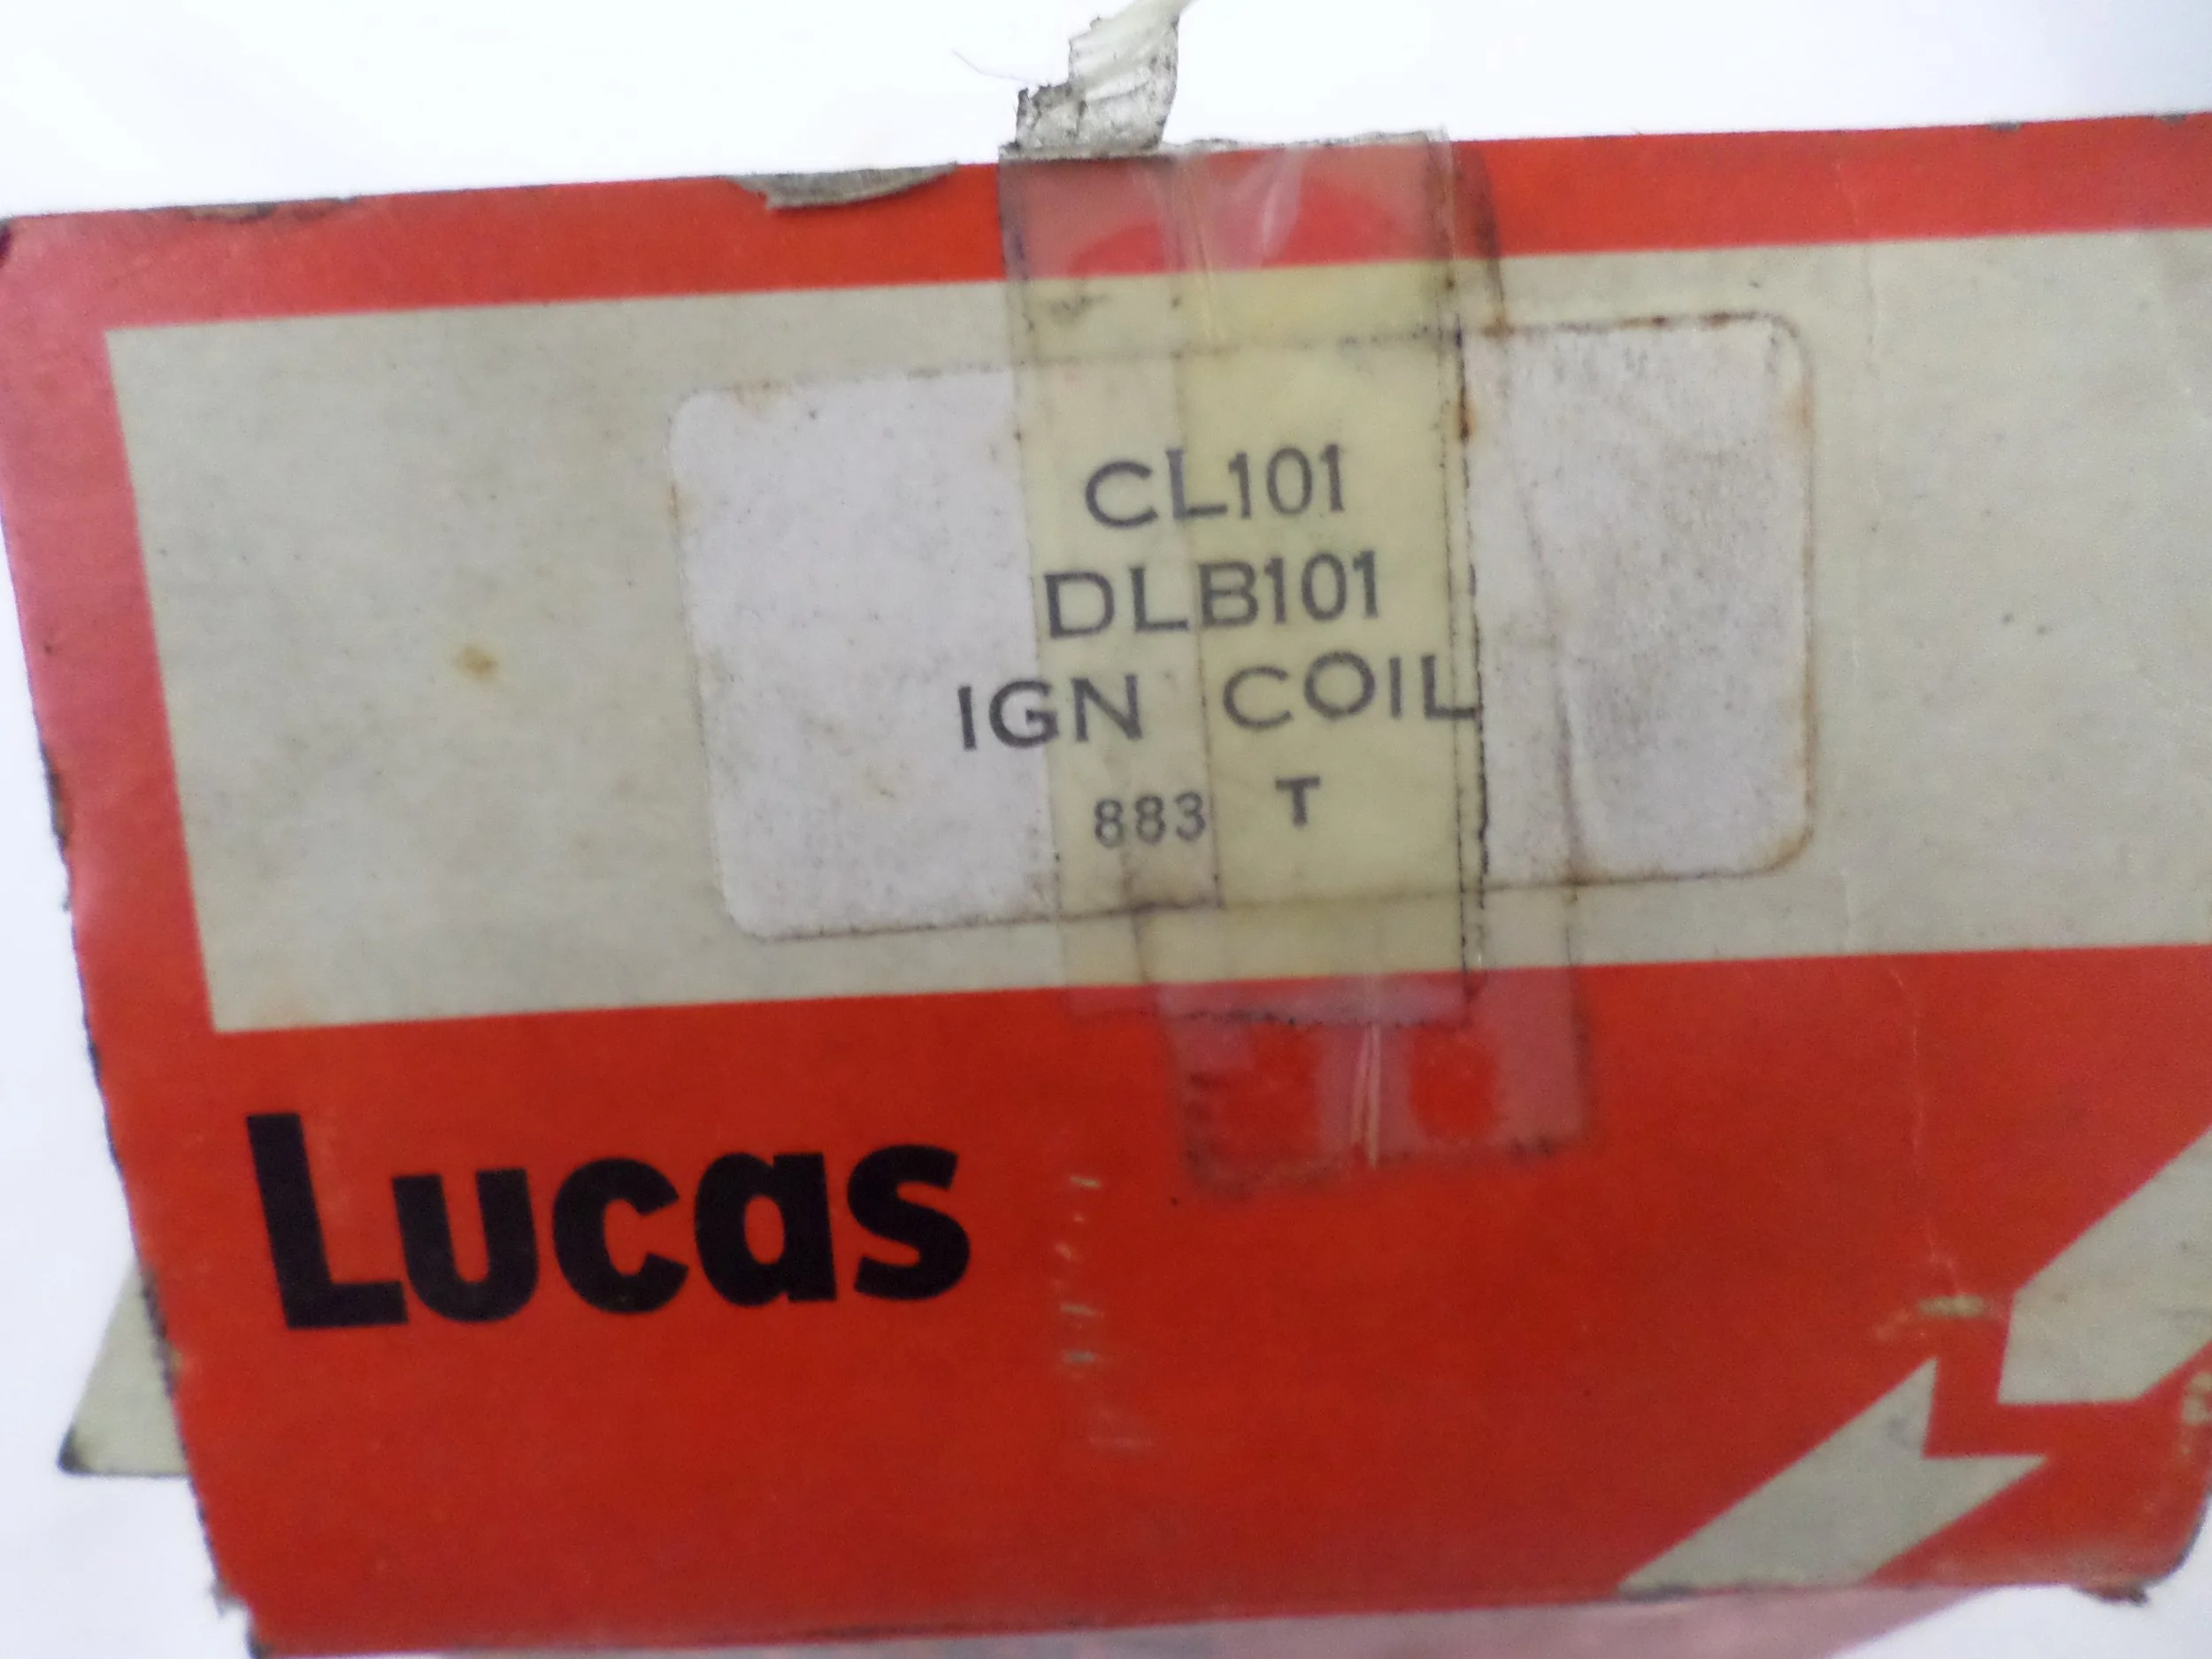 CL101
DLB101
IGN COIL
883 T
Lucas